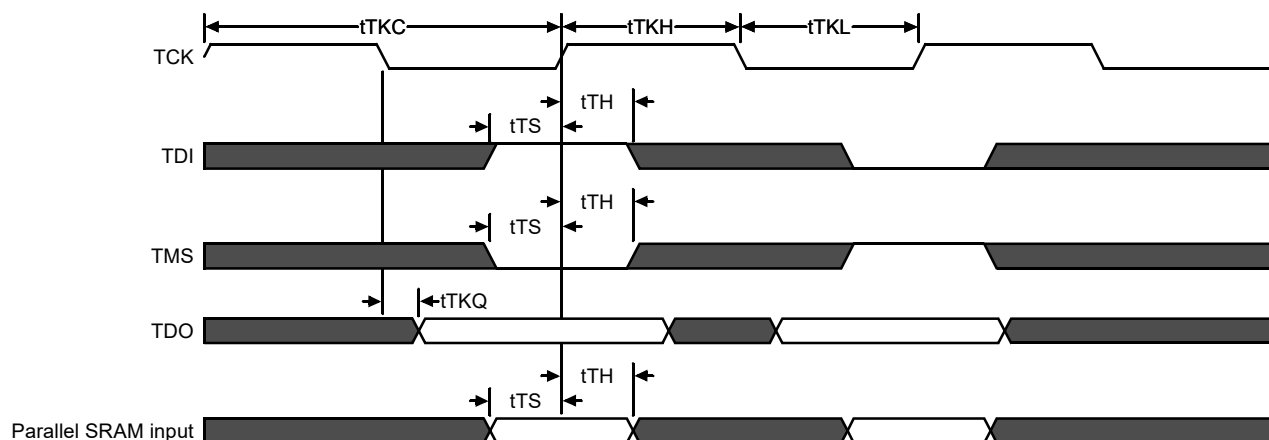 tTKC
tTKH
tTKL
TCK
tTH
tTS
TDI
tTH
tTS
TMS
tTKQ
TDO
tTH
tTS
Parallel SRAM input